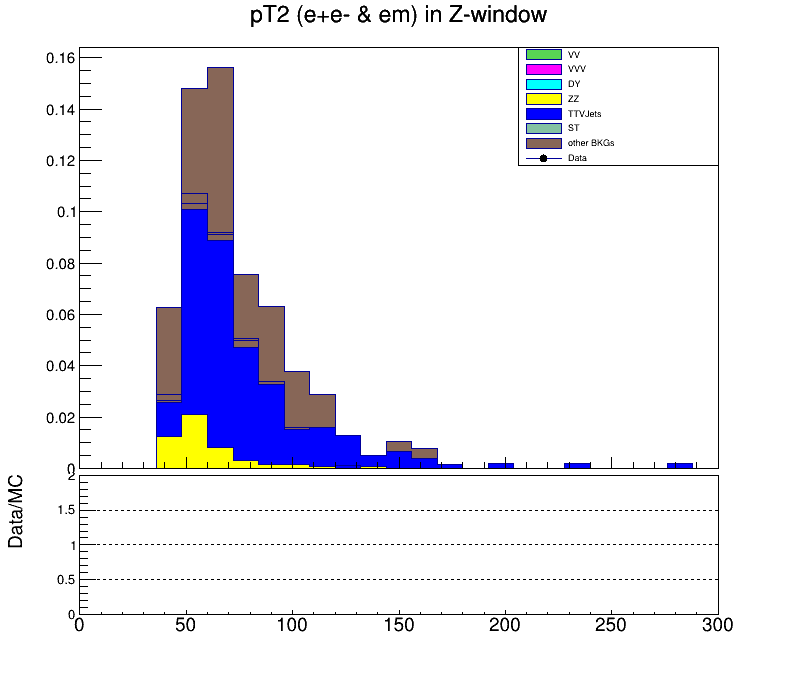 pT2 (e+e- & em) in Z-window
0.16
0.14
0.12
0.1
0.08
0.06
0.04
0.02
0
VV
VVV
DY
ZZ
TTVJets
ST
other BKGs
Data
Data/MC
2
1.5
1
0.5
0
0 50 100 150 200 250 300